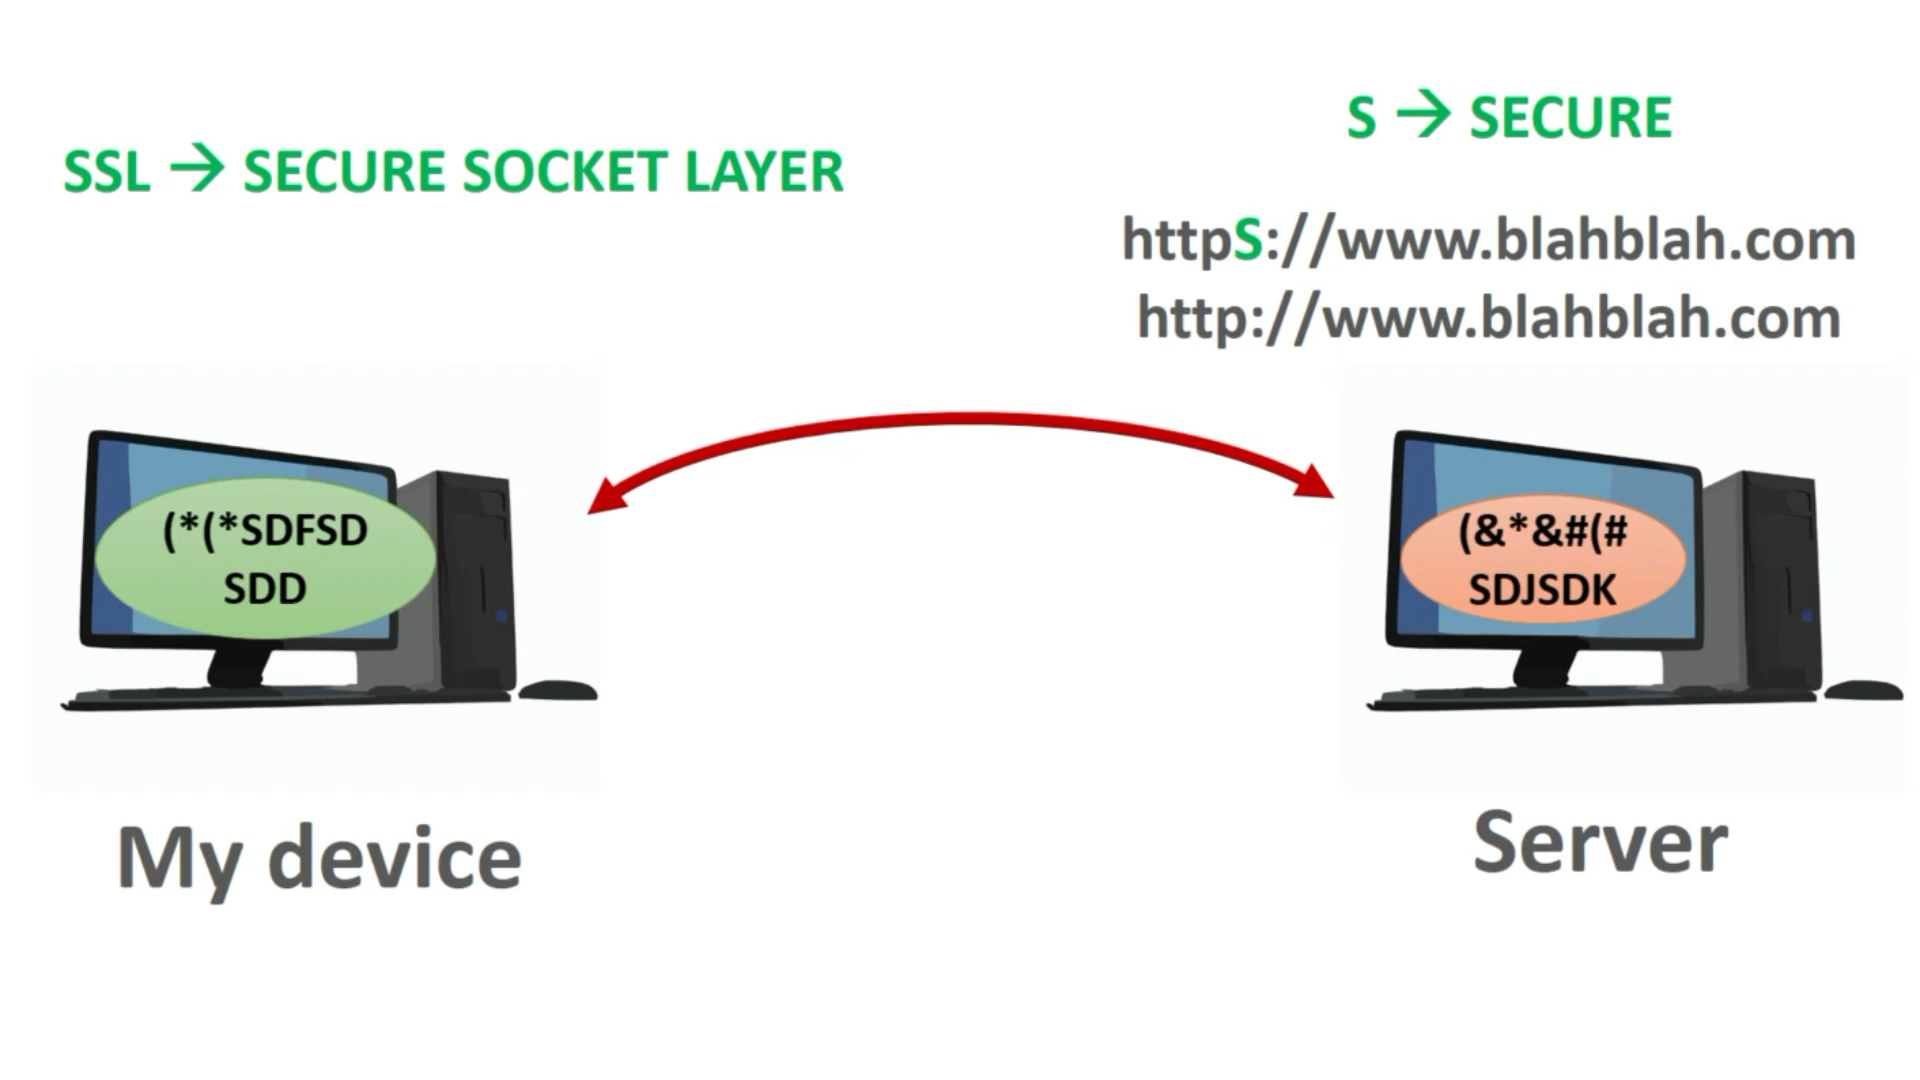 SSL → SECURE SOCKET LAYER
S → SECURE
httpS://www.blahblah.com
http://www.blahblah.com
(*(*SDFSD
SDD
(&*&#(#
SDJSDK
My device
Server